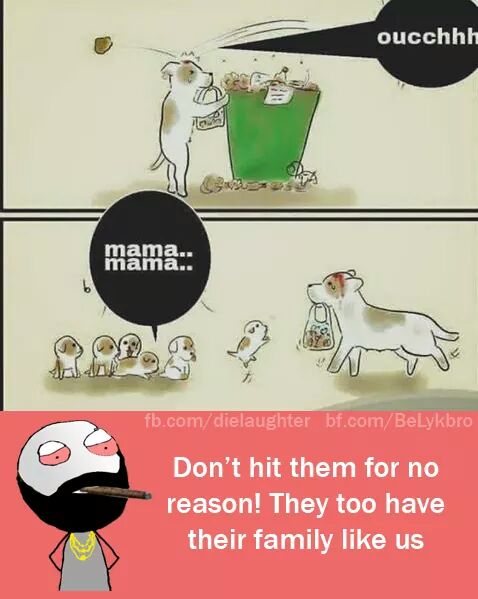 oucchhh
mama..
mama..
fb.com/dielaughter bf.com/BeLykbro
Don't hit them for no
reason! They too have
their family like us